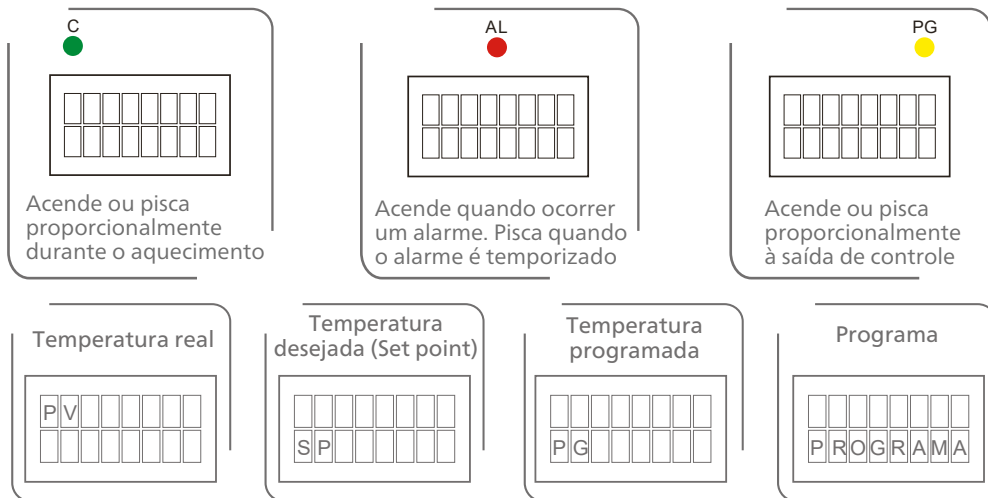 C
Acende ou pisca
proporcionalmente
durante o aquecimento
AL
Acende quando ocorrer
um alarme. Pisca quando
o alarme é temporizado
PG
Acende ou pisca
proporcionalmente
à saída de controle
Temperatura real
PV
Temperatura
desejada (Set point)
SP
Temperatura
programada
PG
Programa
PROGRAMA